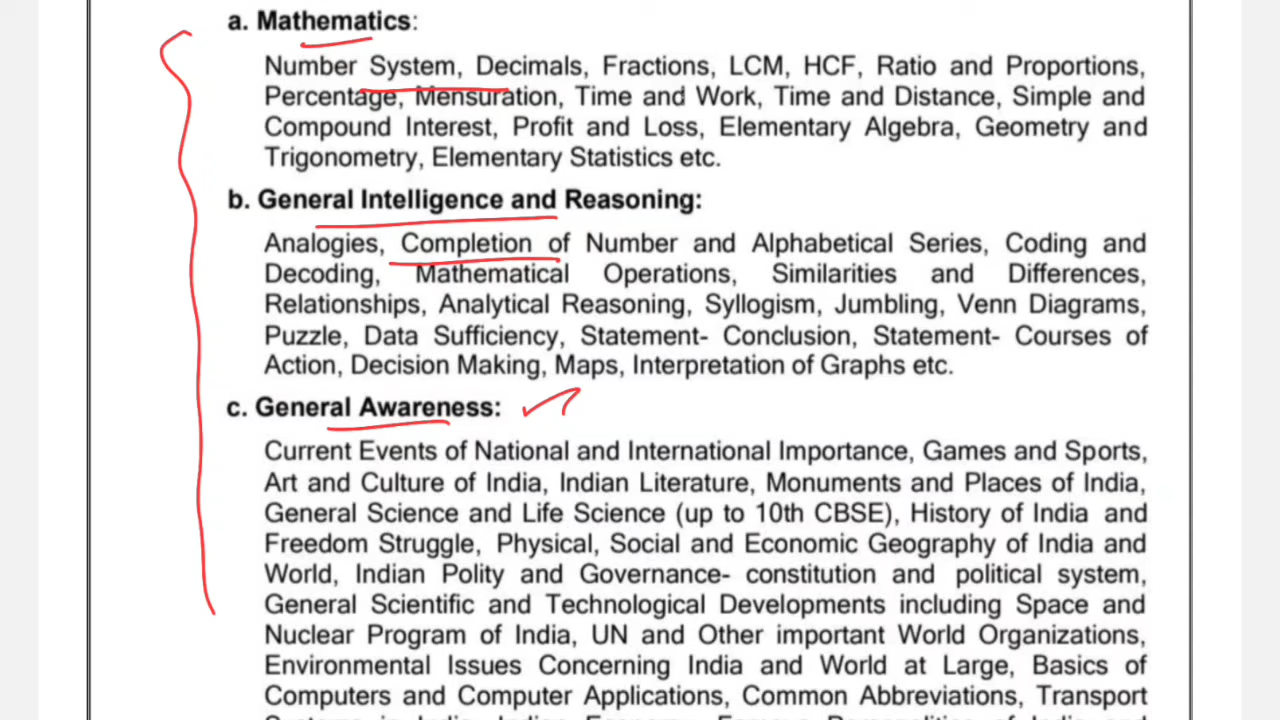 a. Mathematics:
Number System, Decimals, Fractions, LCM, HCF, Ratio and Proportions,
Percentage, Mensuration, Time and Work, Time and Distance, Simple and
Compound Interest, Profit and Loss, Elementary Algebra, Geometry and
Trigonometry, Elementary Statistics etc.
b. General Intelligence and Reasoning:
Analogies, Completion of Number and Alphabetical Series, Coding and
Decoding, Mathematical Operations, Similarities and Differences,
Relationships, Analytical Reasoning, Syllogism, Jumbling, Venn Diagrams,
Puzzle, Data Sufficiency, Statement- Conclusion, Statement- Courses of
Action, Decision Making, Maps, Interpretation of Graphs etc.
c. General Awareness:
Current Events of National and International Importance, Games and Sports,
Art and Culture of India, Indian Literature, Monuments and Places of India,
General Science and Life Science (up to 10th CBSE), History of India and
Freedom Struggle, Physical, Social and Economic Geography of India and
World, Indian Polity and Governance- constitution and political system,
General Scientific and Technological Developments including Space and
Nuclear Program of India, UN and Other important World Organizations,
Environmental Issues Concerning India and World at Large, Basics of
Computers and Computer Applications, Common Abbreviations, Transport